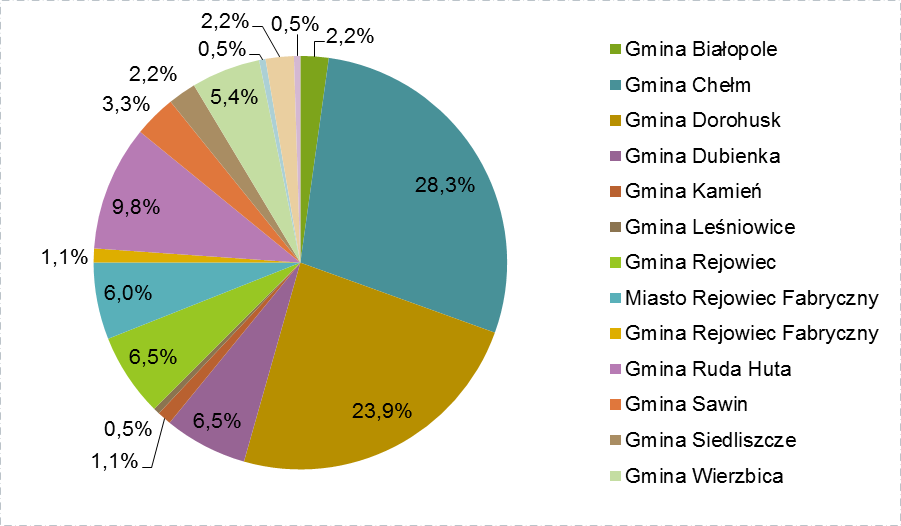 2,2%
0,5%
2,2%
0,5%
2,2%
3,3%
5,4%
28,3%
9,8%
1,1%
6,0%
6,5%
23,9%
6,5%
0,5%
1,1%
Gmina Białopole
Gmina Chełm
Gmina Dorohusk
Gmina Dubienka
Gmina Kamień
Gmina Leśniowice
Gmina Rejowiec
Miasto Rejowiec Fabryczny
Gmina Rejowiec Fabryczny
Gmina Ruda Huta
Gmina Sawin
Gmina Siedliszcze
Gmina Wierzbica